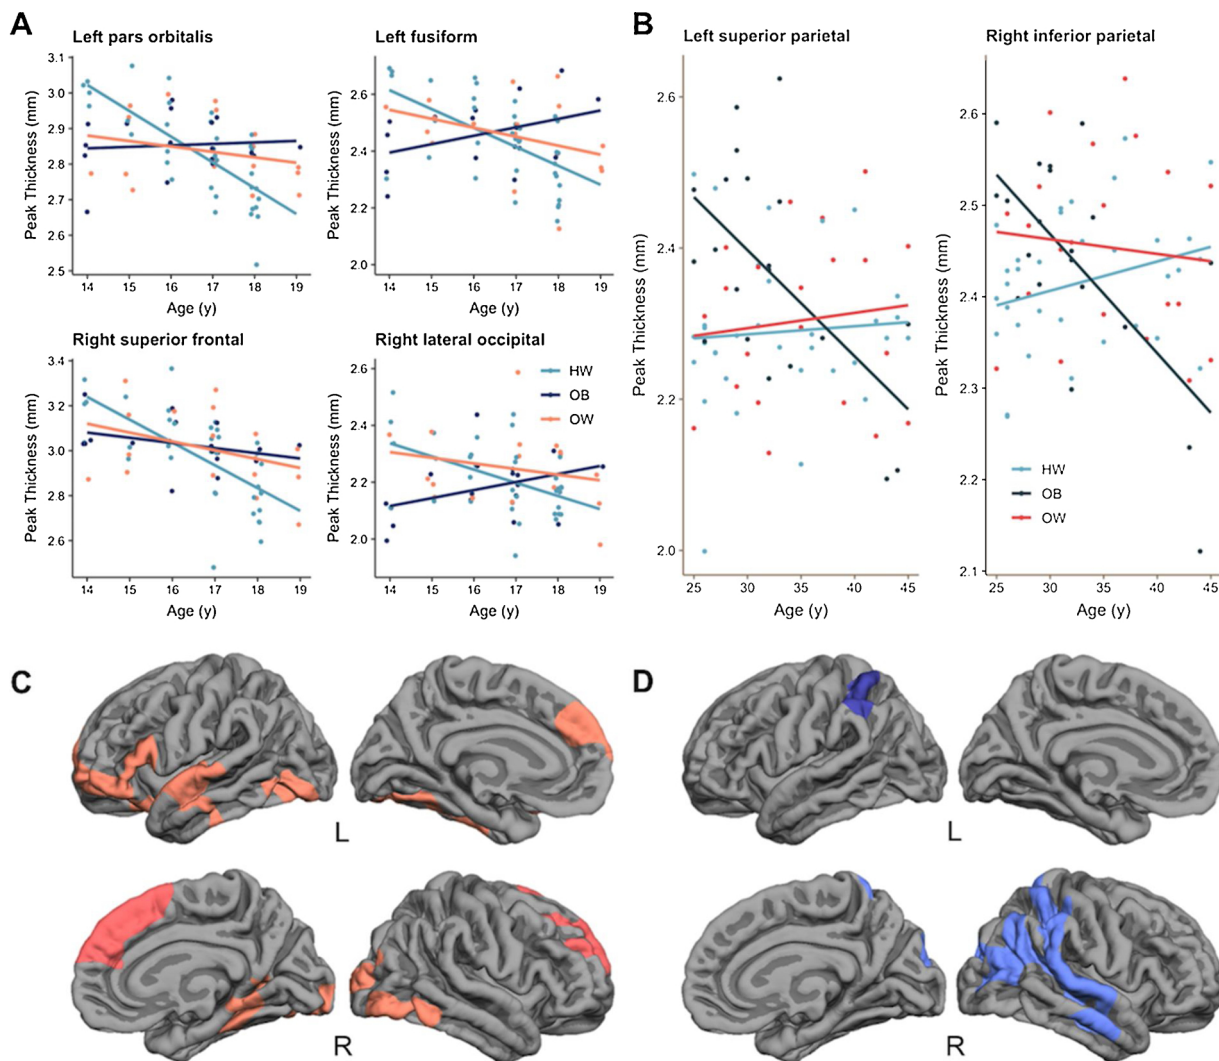 A
B
Left pars orbitalis
Left fusiform
Left superior parietal
Right inferior parietal
Peak Thickness (mm)
3.1
3.0
2.9
2.8
2.7
2.6
2.5
14 15 16 17 18 19
Age (y)
Peak Thickness (mm)
2.6
2.4
2.2
2.0
14 15 16 17 18 19
Age (y)
Right superior frontal
Right lateral occipital
Peak Thickness (mm)
3.4
3.2
3.0
2.8
2.6
14 15 16 17 18 19
Age (y)
Peak Thickness (mm)
2.6
2.4
2.2
2.0
HW
OB
OW
14 15 16 17 18 19
Age (y)
Peak Thickness (mm)
2.6
2.4
2.2
2.0
25 30 35 40 45
Age (y)
Peak Thickness (mm)
2.6
2.5
2.4
2.3
2.2
2.1
HW
OB
OW
25 30 35 40 45
Age (y)
C
D
L
L
R
R